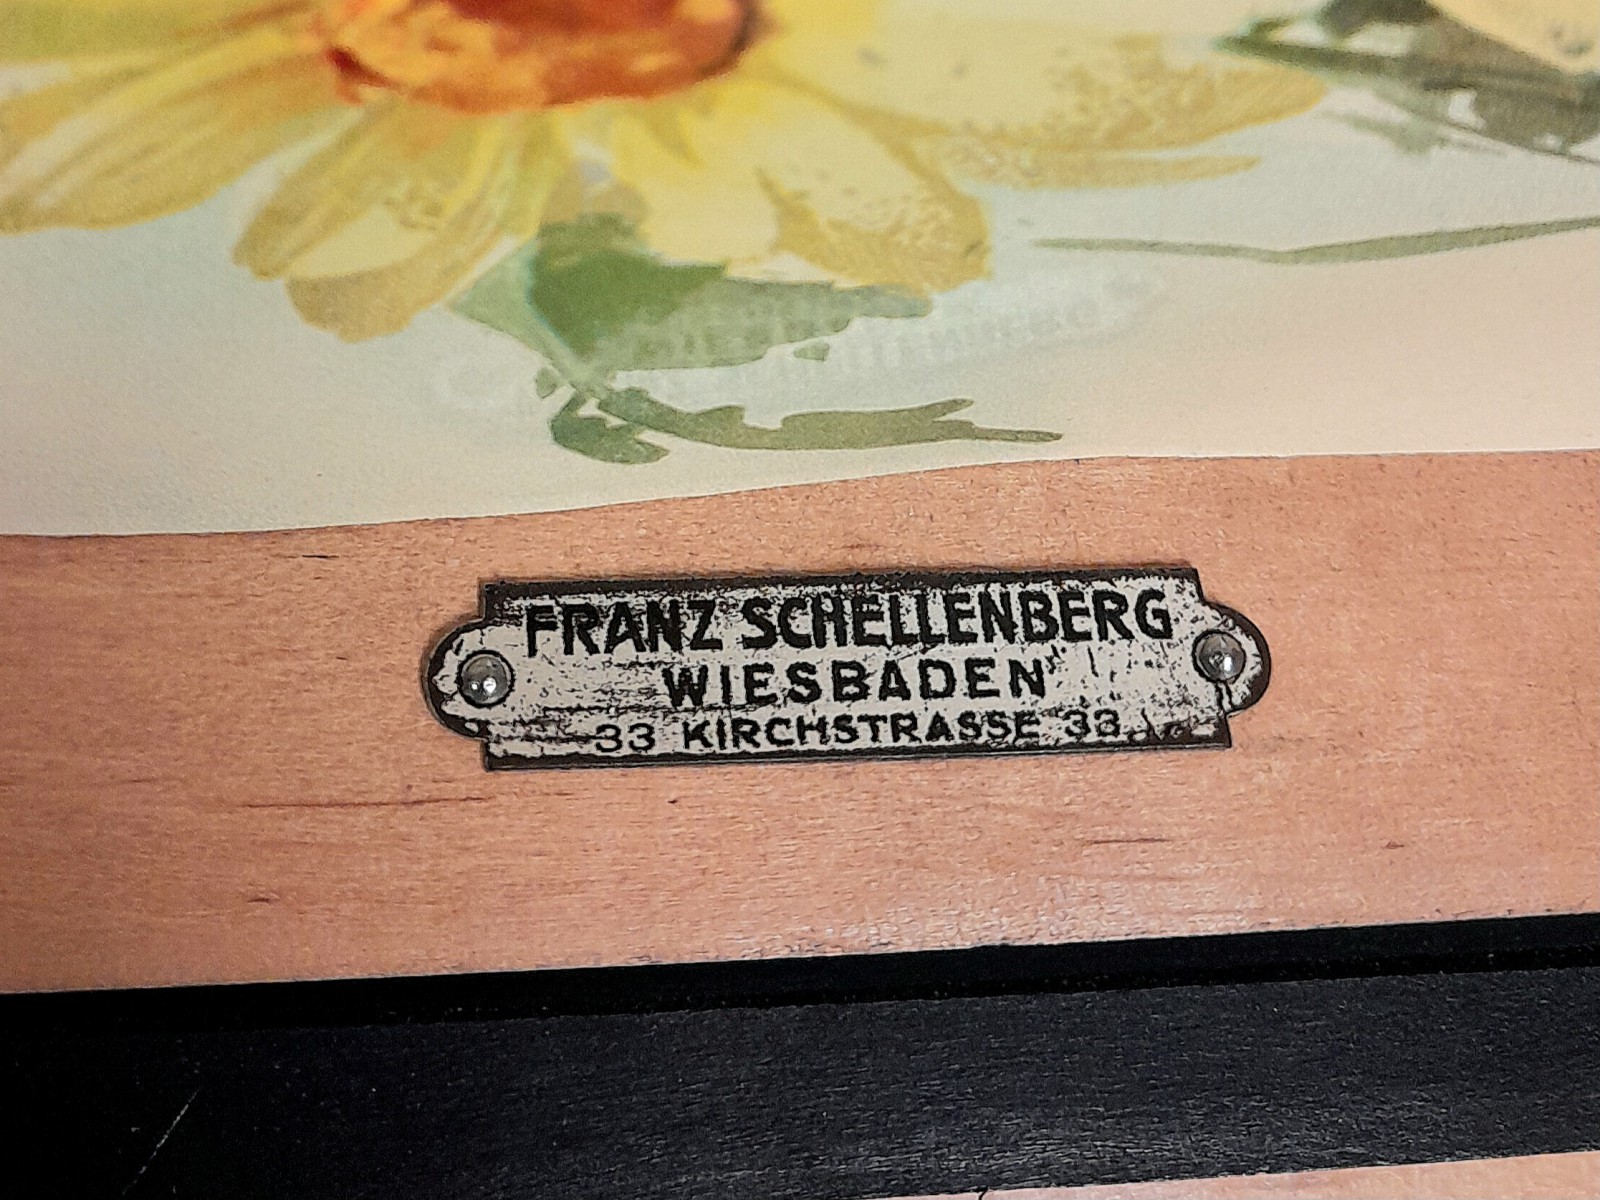 FRANZ SCHELLENBERG
WIESBADEN
33 KIRCHSTRASSE 33